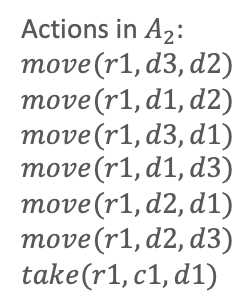 Actions in A₂:
move(r1, d3, d2)
move(r1, d1, d2)
move(r1, d3, d1)
move(r1, d1, d3)
move(r1, d2, d1)
move(r1, d2, d3)
take(r1, c1, d1)